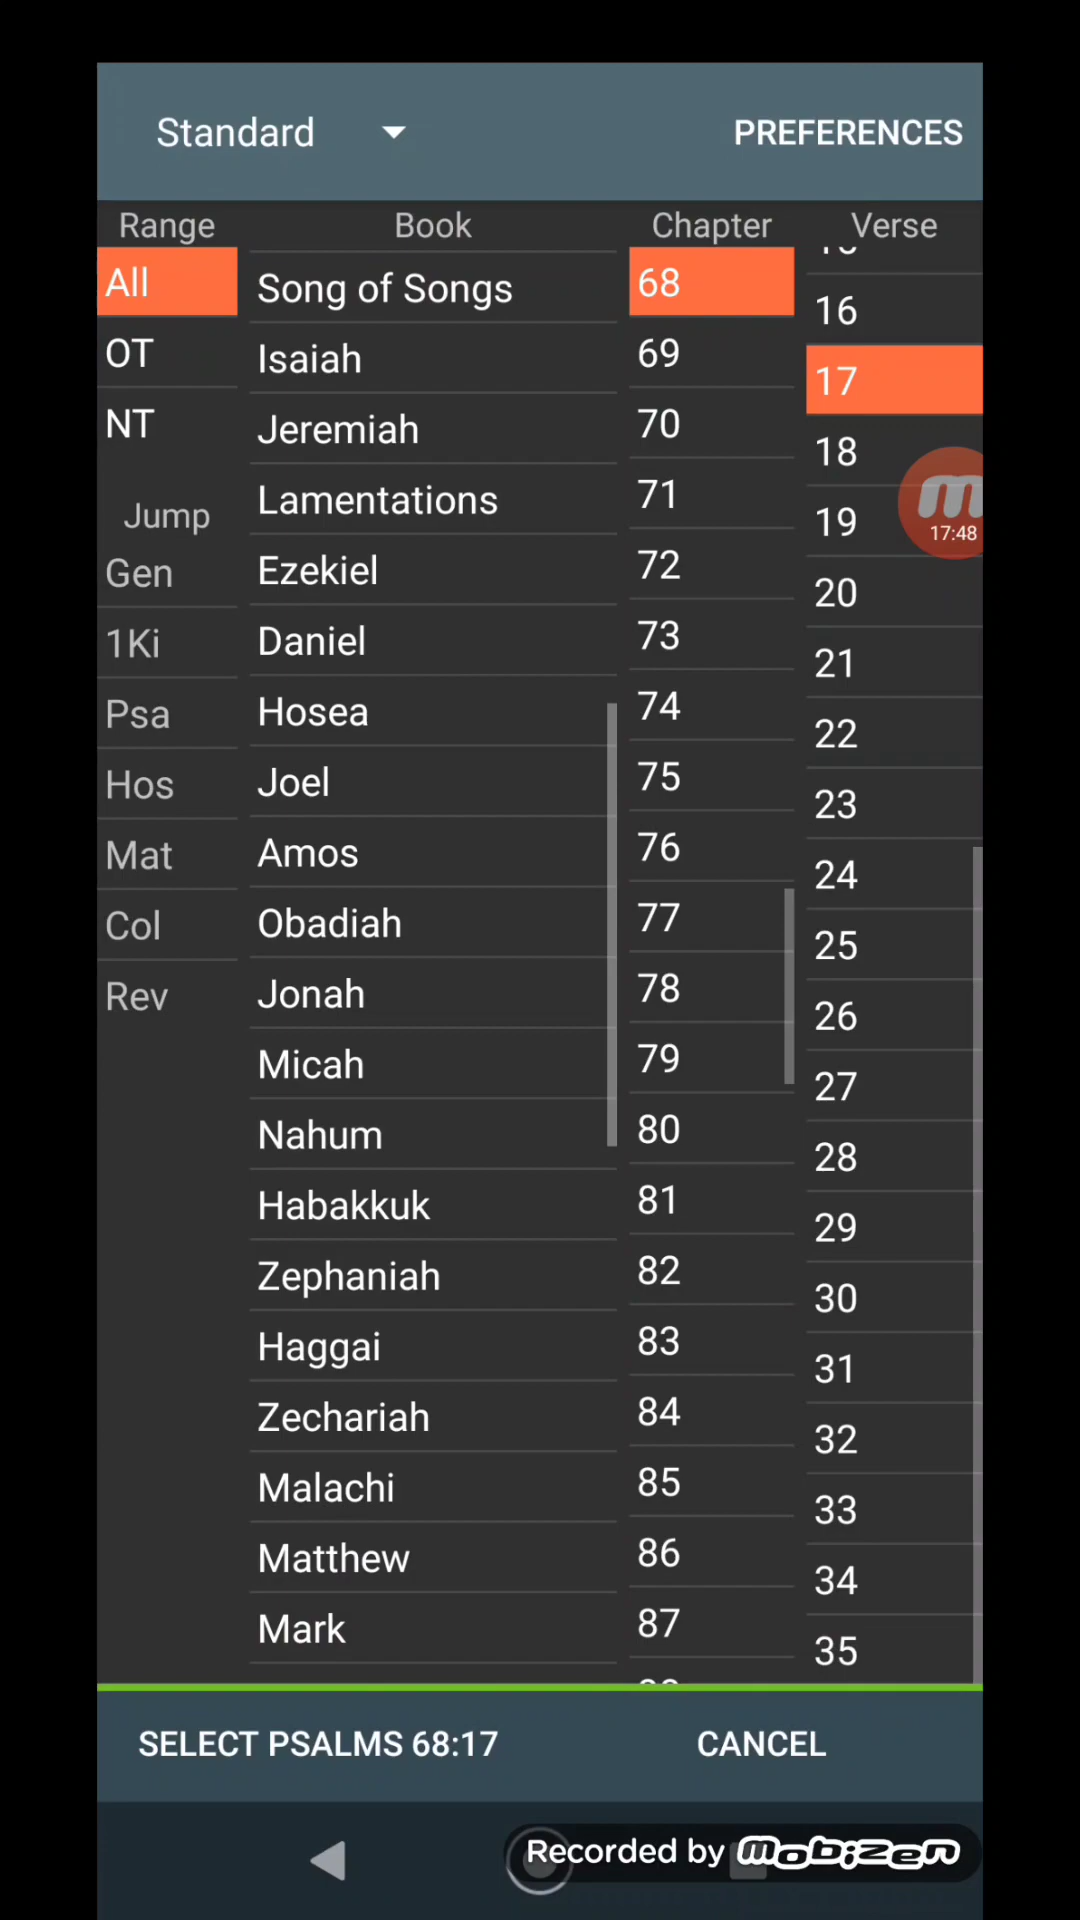 Standard
PREFERENCES
Range
Book
Chapter
Verse
All
OT
NT
Jump
Gen
1Ki
Psa
Hos
Mat
Col
Rev
Song of Songs
Isaiah
Jeremiah
Lamentations
Ezekiel
Daniel
Hosea
Joel
Amos
Obadiah
Jonah
Micah
Nahum
Habakkuk
Zephaniah
Haggai
Zechariah
Malachi
Matthew
Mark
68
69
70
71
72
73
74
75
76
77
78
79
80
81
82
83
84
85
86
87
16
17
18
19
20
21
22
23
24
25
26
27
28
29
30
31
32
33
34
35
m
17:48
SELECT PSALMS 68:17
CANCEL
Recorded by mobizen